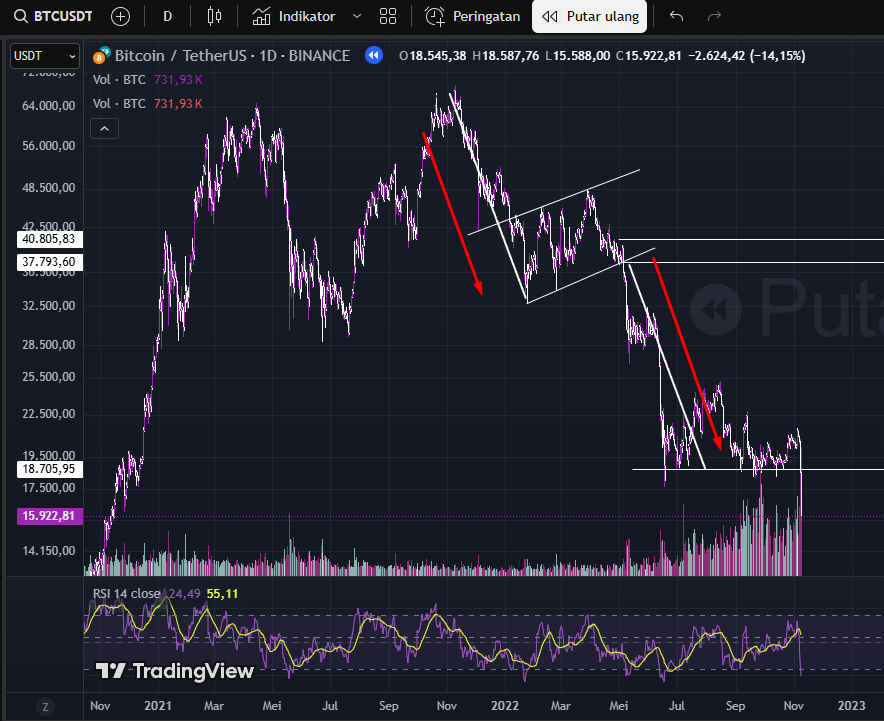 BTCUSDT D Indikator Peringatan Putar ulang
USDT
Bitcoin / TetherUS · 1D · BINANCE O18.545,38 H18.587,76 L15.588,00 C15.922,81 −2.624,42 (−14,15%)
Vol · BTC 731,93 K
Vol · BTC 731,93 K
72.000,00
64.000,00
56.000,00
48.500,00
42.500,00
40.805,83
37.793,60
36.500,00
32.500,00
28.500,00
25.500,00
22.500,00
19.500,00
18.705,95
17.500,00
15.922,81
14.150,00
Puta
RSI 14 close 24,49 55,11
TradingView
Z Nov 2021 Mar Mei Jul Sep Nov 2022 Mar Mei Jul Sep Nov 2023